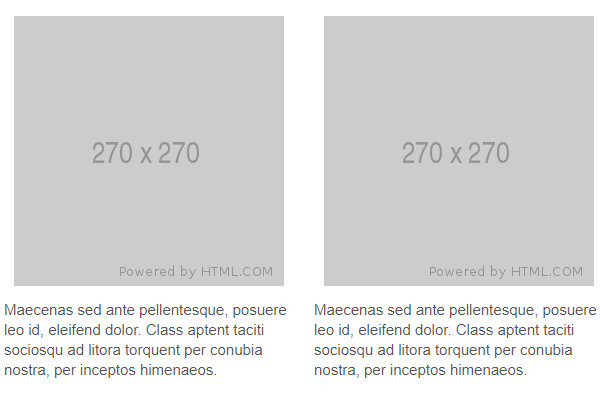 270 x 270
Powered by HTML.COM
Maecenas sed ante pellentesque, posuere
leo id, eleifend dolor. Class aptent taciti
sociosqu ad litora torquent per conubia
nostra, per inceptos himenaeos.
270 x 270
Powered by HTML.COM
Maecenas sed ante pellentesque, posuere
leo id, eleifend dolor. Class aptent taciti
sociosqu ad litora torquent per conubia
nostra, per inceptos himenaeos.